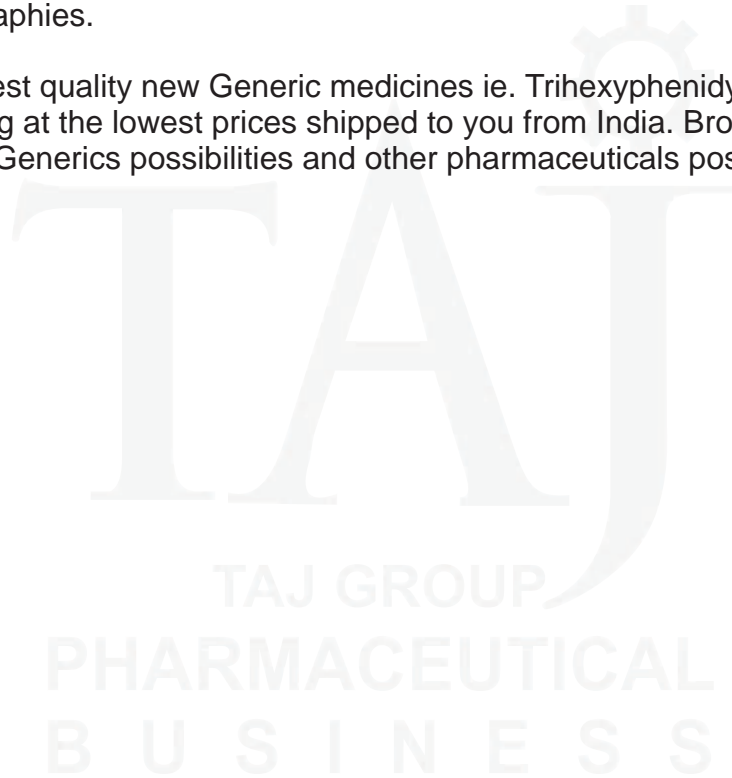 aphies.
est quality new Generic medicines ie. Trihexyphenidy
g at the lowest prices shipped to you from India. Bro
Generics possibilities and other pharmaceuticals pos
TAJ
TAJ GROUP
PHARMACEUTICAL
BUSINESS